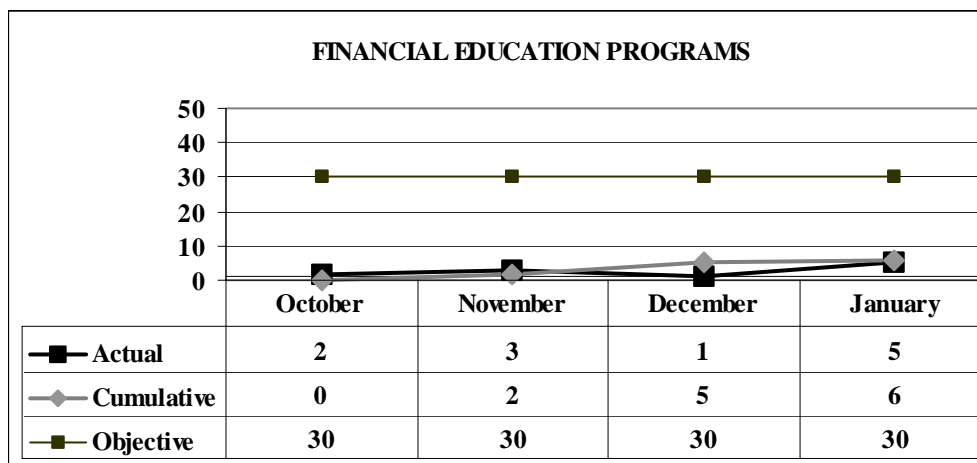 FINANCIAL EDUCATION PROGRAMS
50
40
30
20
10
0
October November December January
Actual 2 3 1 5
Cumulative 0 2 5 6
Objective 30 30 30 30